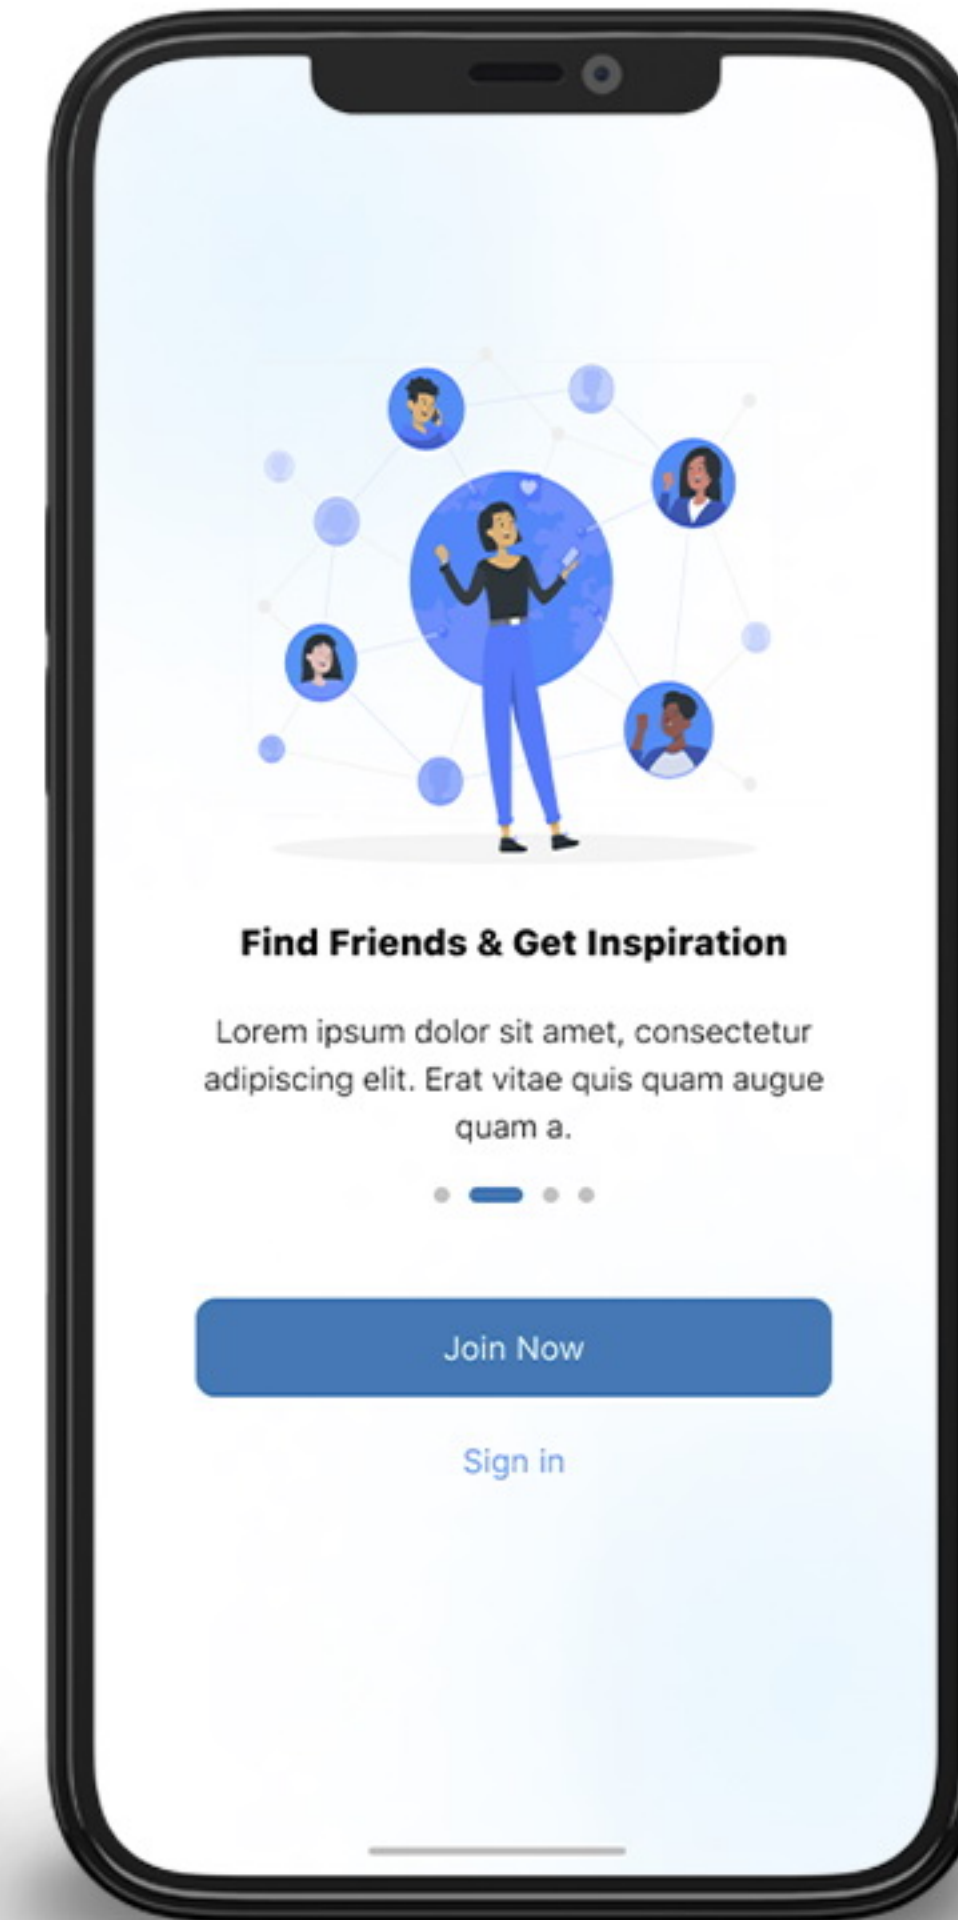 Find Friends & Get Inspiration
Lorem ipsum dolor sit amet, consectetur
adipiscing elit. Erat vitae quis quam augue
quam a.
Join Now
Sign in